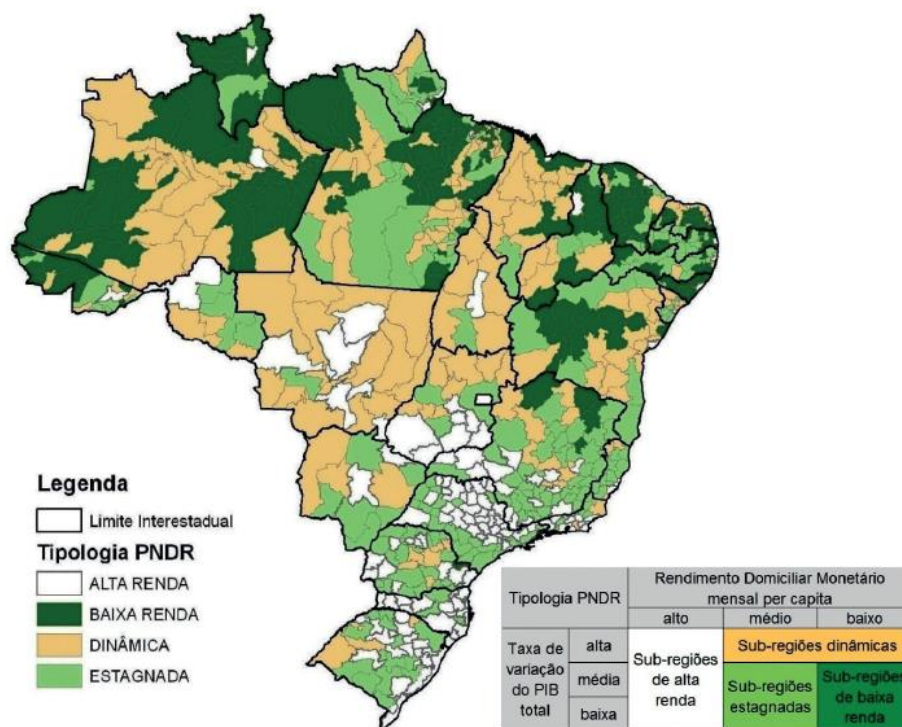 Legenda
Limite Interestadual
Tipologia PNDR
ALTA RENDA
BAIXA RENDA
DINÂMICA
ESTAGNADA
Tipologia PNDR
Rendimento Domiciliar Monetário
mensal per capita
alto
médio
baixo
Taxa de
variação
do PIB
total
alta
média
baixa
Sub-regiões
de alta
renda
Sub-regiões dinâmicas
Sub-regiões
estagnadas
Sub-regiões
de baixa
renda